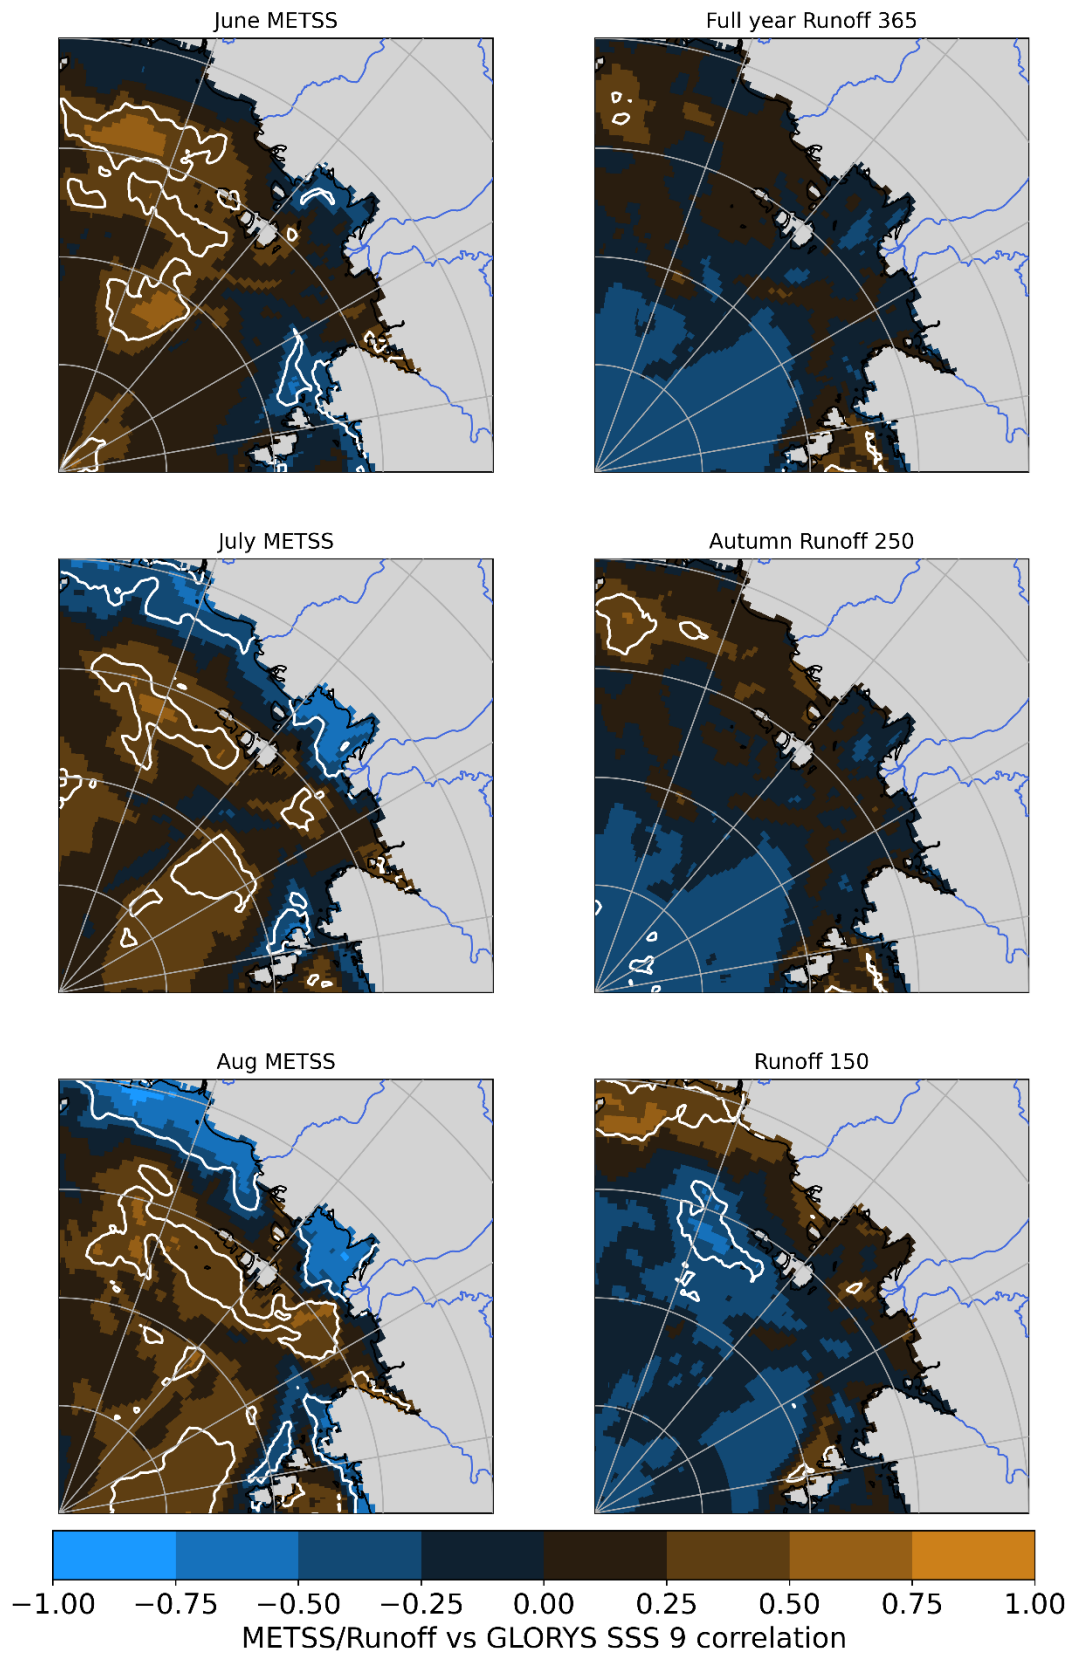 June METSS
Full year Runoff 365
July METSS
Autumn Runoff 250
Aug METSS
Runoff 150
−1.00 −0.75 −0.50 −0.25 0.00 0.25 0.50 0.75 1.00
METSS/Runoff vs GLORYS SSS 9 correlation